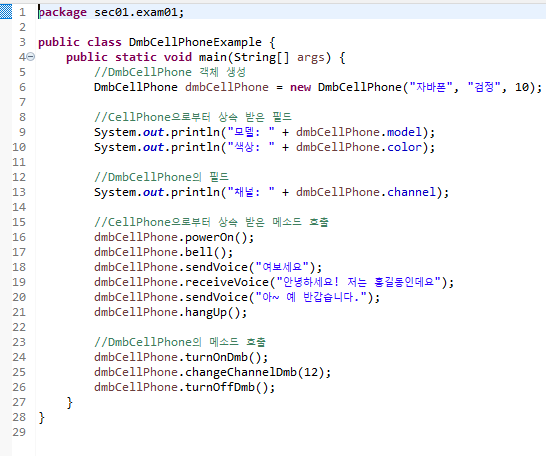 1 package sec01.exam01;
2
3 public class DmbCellPhoneExample {
4     public static void main(String[] args) {
5         //DmbCellPhone 객체 생성
6         DmbCellPhone dmbCellPhone = new DmbCellPhone("자바폰", "검정", 10);
7
8         //CellPhone으로부터 상속 받은 필드
9         System.out.println("모델: " + dmbCellPhone.model);
10         System.out.println("색상: " + dmbCellPhone.color);
11
12         //DmbCellPhone의 필드
13         System.out.println("채널: " + dmbCellPhone.channel);
14
15         //CellPhone으로부터 상속 받은 메소드 호출
16         dmbCellPhone.powerOn();
17         dmbCellPhone.bell();
18         dmbCellPhone.sendVoice("여보세요");
19         dmbCellPhone.receiveVoice("안녕하세요! 저는 홍길동인데요");
20         dmbCellPhone.sendVoice("아~ 예 반갑습니다.");
21         dmbCellPhone.hangUp();
22
23         //DmbCellPhone의 메소드 호출
24         dmbCellPhone.turnOnDmb();
25         dmbCellPhone.changeChannelDmb(12);
26         dmbCellPhone.turnOffDmb();
27     }
28 }
29